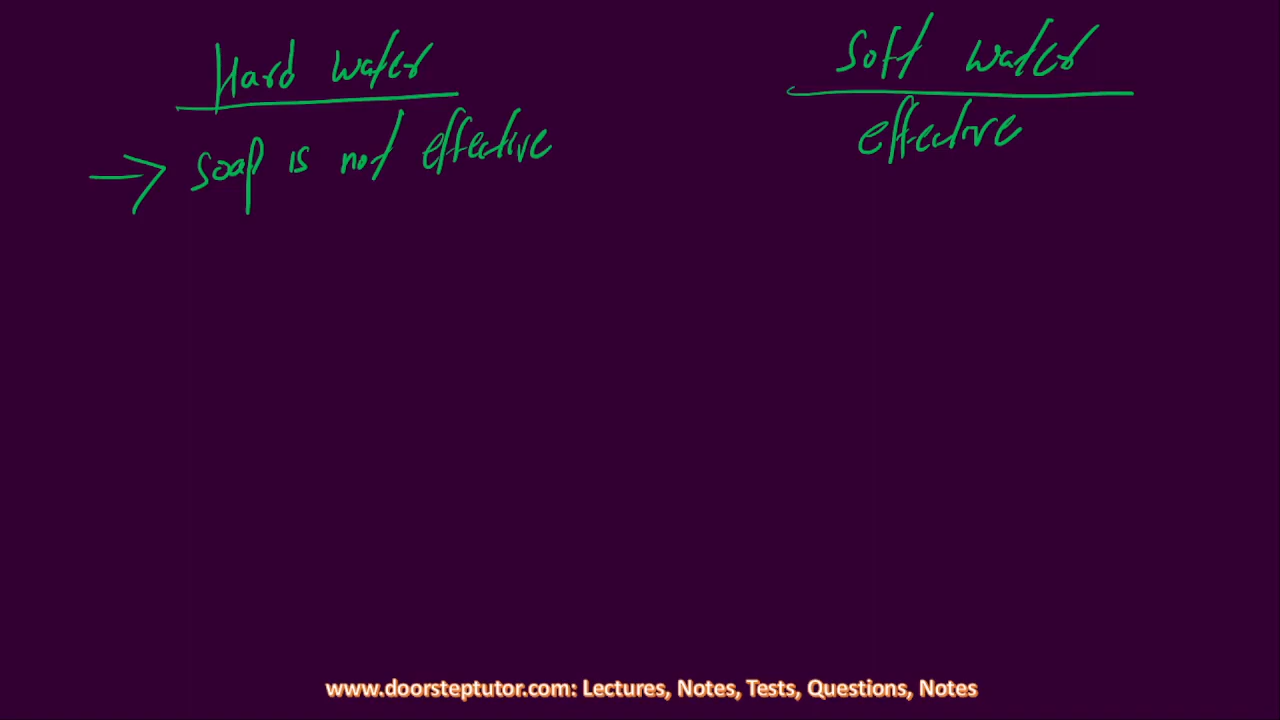 Hard water
Soft water
→ soap is not effective
effective
www.doorsteptutor.com: Lectures, Notes, Tests, Questions, Notes